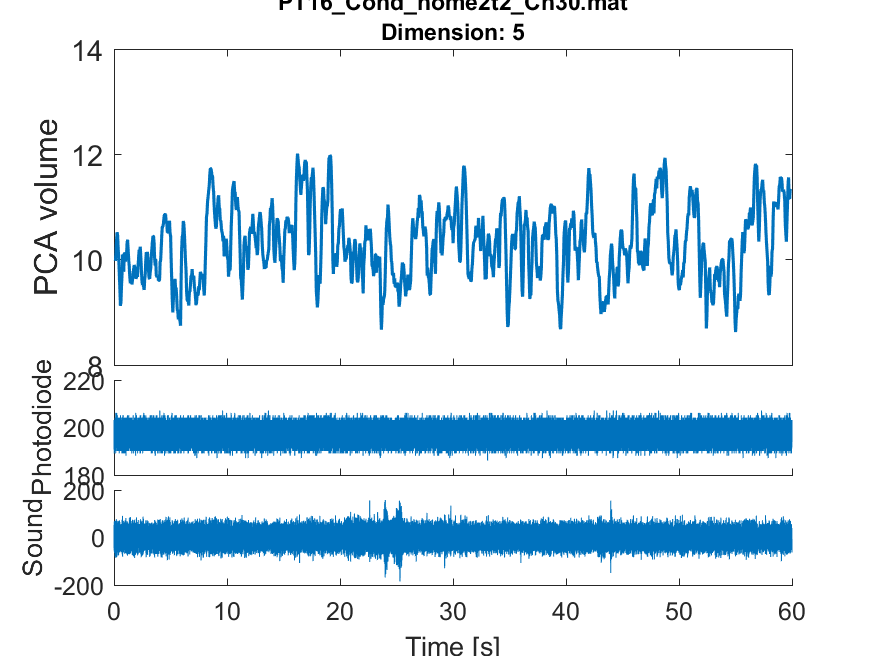 PT16_Cond_home2t2_Ch30.mat
Dimension: 5
14
12
10
8
PCA volume
220
200
180
Photodiode
200
0
-200
Sound
0 10 20 30 40 50 60
Time [s]